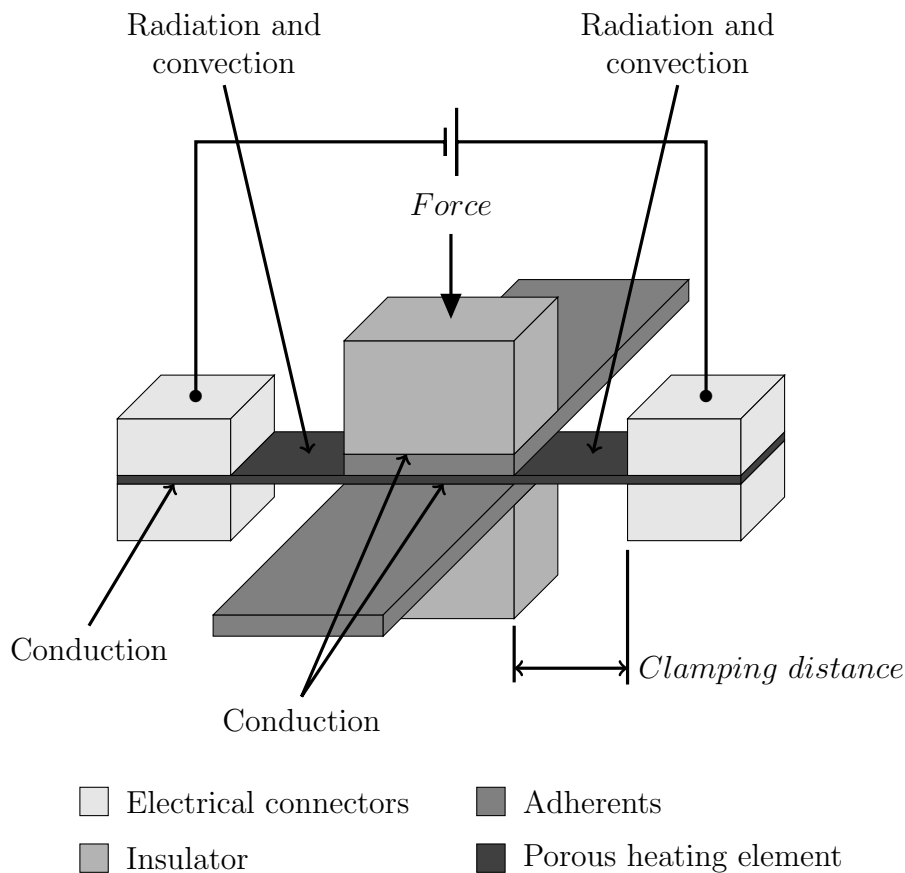 Radiation and
convection
Radiation and
convection
Force
Conduction
Clamping distance
Conduction
Electrical connectors
Adherents
Insulator
Porous heating element